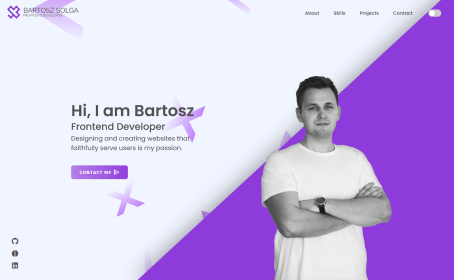 BARTOSZ SOLGA
FRONTEND DEVELOPER
About
Skills
Projects
Contact
Hi, I am Bartosz
Frontend Developer
Designing and creating websites that
faithfully serve users is my passion.
CONTACT ME